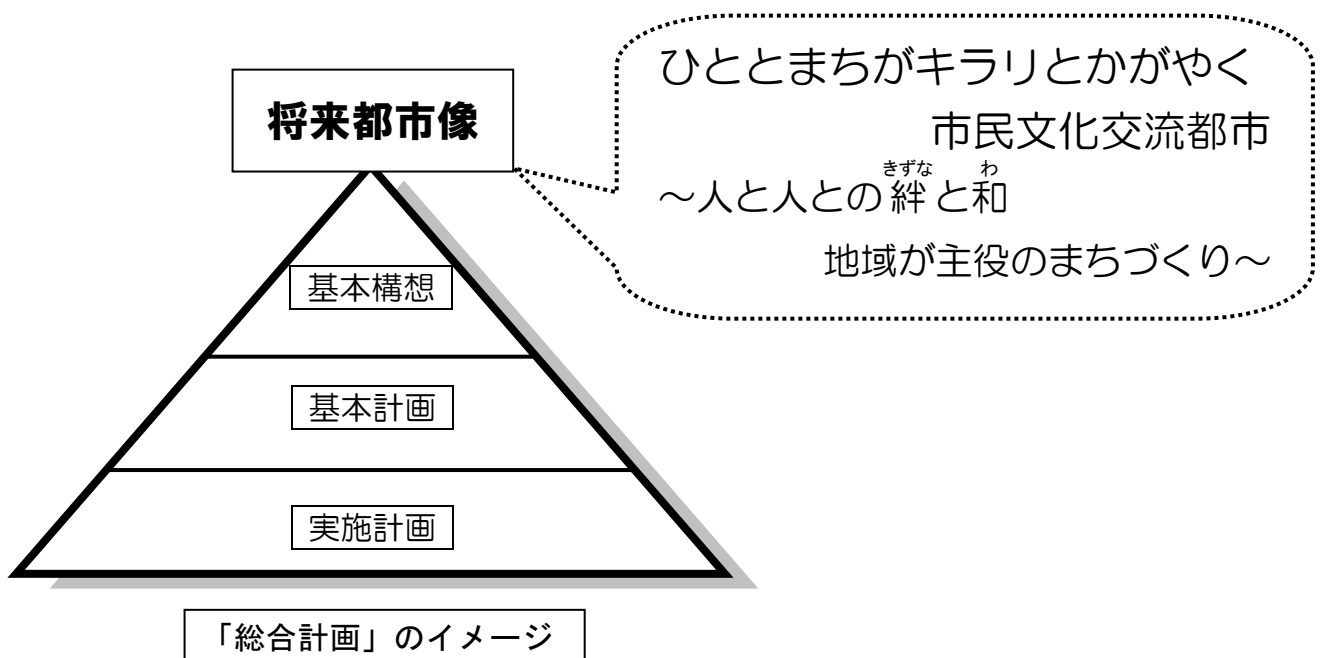 将来都市像
ひととまちがキラリとかがやく
市民文化交流都市
きずな わ
～人と人との絆と和
地域が主役のまちづくり～
基本構想
基本計画
実施計画
「総合計画」のイメージ